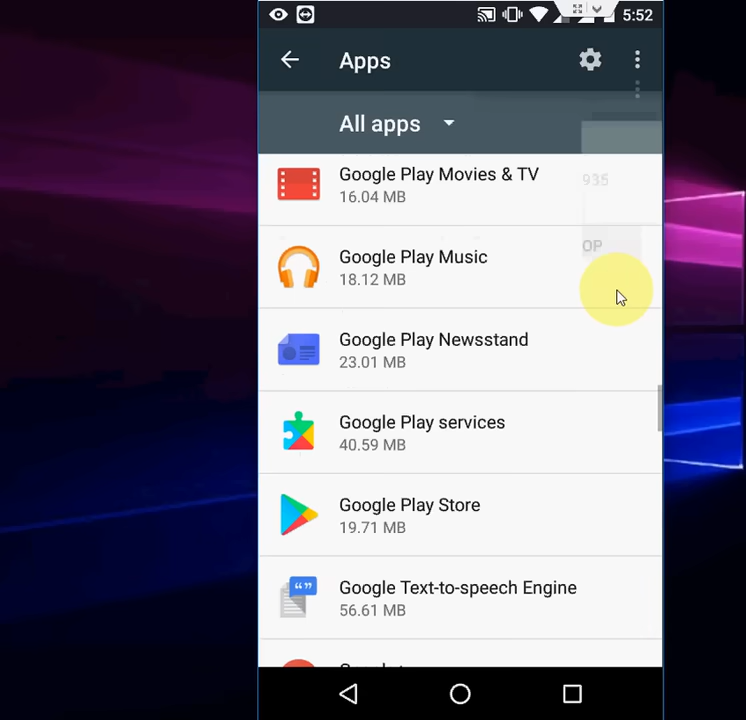 5:52
Apps
All apps
Google Play Movies & TV
16.04 MB
935
Google Play Music
18.12 MB
OP
Google Play Newsstand
23.01 MB
Google Play services
40.59 MB
Google Play Store
19.71 MB
Google Text-to-speech Engine
56.61 MB